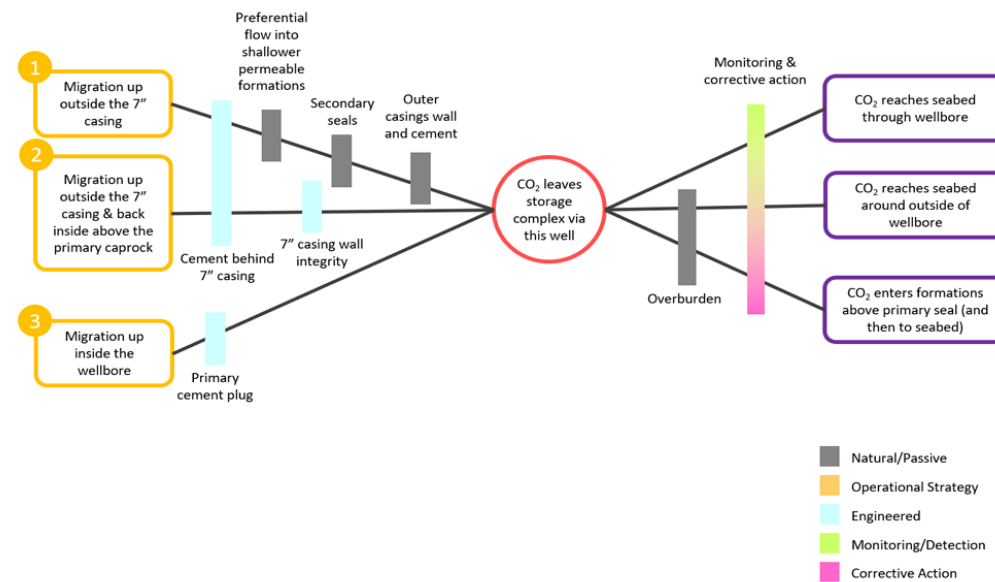 1
Migration up
outside the 7”
casing
2
Migration up
outside the 7”
casing & back
inside above the
primary caprock
3
Migration up
inside the
wellbore
Preferential
flow into
shallower
permeable
formations
Secondary
seals
Outer
casings wall
and cement
Cement behind
7” casing
7” casing wall
integrity
Primary
cement plug
CO₂ leaves
storage
complex via
this well
Monitoring &
corrective action
Overburden
CO₂ reaches seabed
through wellbore
CO₂ reaches seabed
around outside of
wellbore
CO₂ enters formations
above primary seal (and
then to seabed)
Natural/Passive
Operational Strategy
Engineered
Monitoring/Detection
Corrective Action